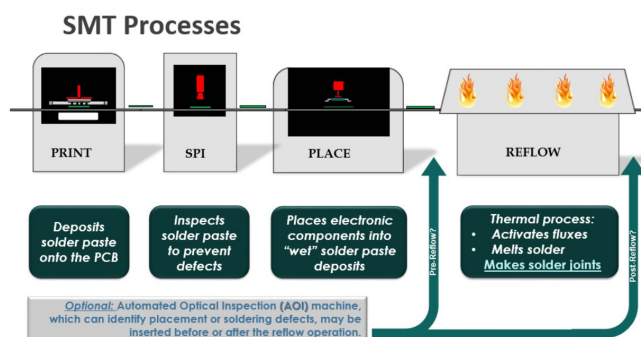 SMT Processes
PRINT
SPI
PLACE
REFLOW
Deposits
solder paste
onto the PCB
Inspects
solder paste
to prevent
defects
Places electronic
components into
“wet” solder paste
deposits
Thermal process:
• Activates fluxes
• Melts solder
Makes solder joints
Pre-Reflow?
Post-Reflow?
Optional: Automated Optical Inspection (AOI) machine,
which can identify placement or soldering defects, may be
inserted before or after the reflow operation.